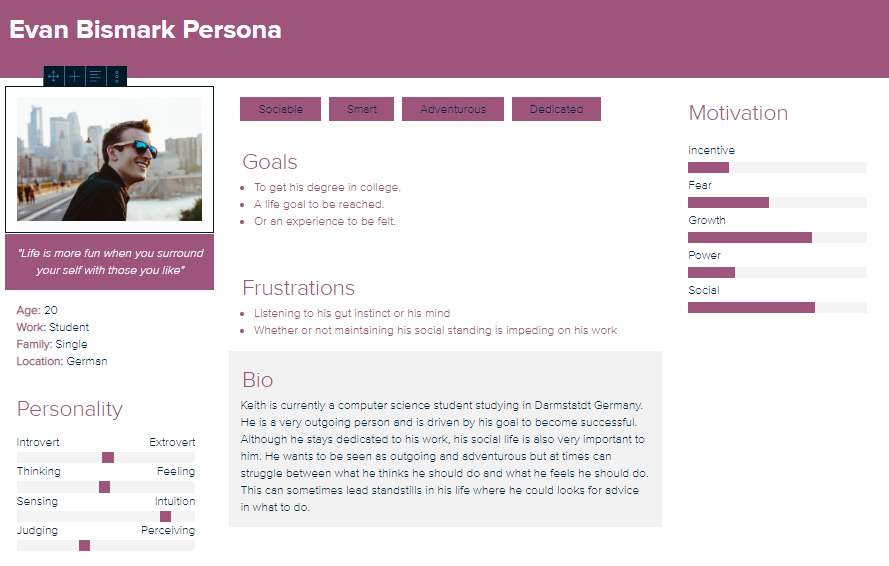 Evan Bismark Persona
"Life is more fun when you surround
your self with those you like"
Age: 20
Work: Student
Family: Single
Location: German
Personality
Introvert Extrovert
Thinking Feeling
Sensing Intuition
Judging Perceiving
Sociable Smart Adventurous Dedicated
Goals
To get his degree in college.
A life goal to be reached.
Or an experience to be felt.
Frustrations
Listening to his gut instinct or his mind
Whether or not maintaining his social standing is impeding on his work
Bio
Keith is currently a computer science student studying in Darmstatdt Germany.
He is a very outgoing person and is driven by his goal to become successful.
Although he stays dedicated to his work, his social life is also very important to
him. He wants to be seen as outgoing and adventurous but at times can
struggle between what he thinks he should do and what he feels he should do.
This can sometimes lead standstills in his life where he could looks for advice
in what to do.
Motivation
Incentive
Fear
Growth
Power
Social